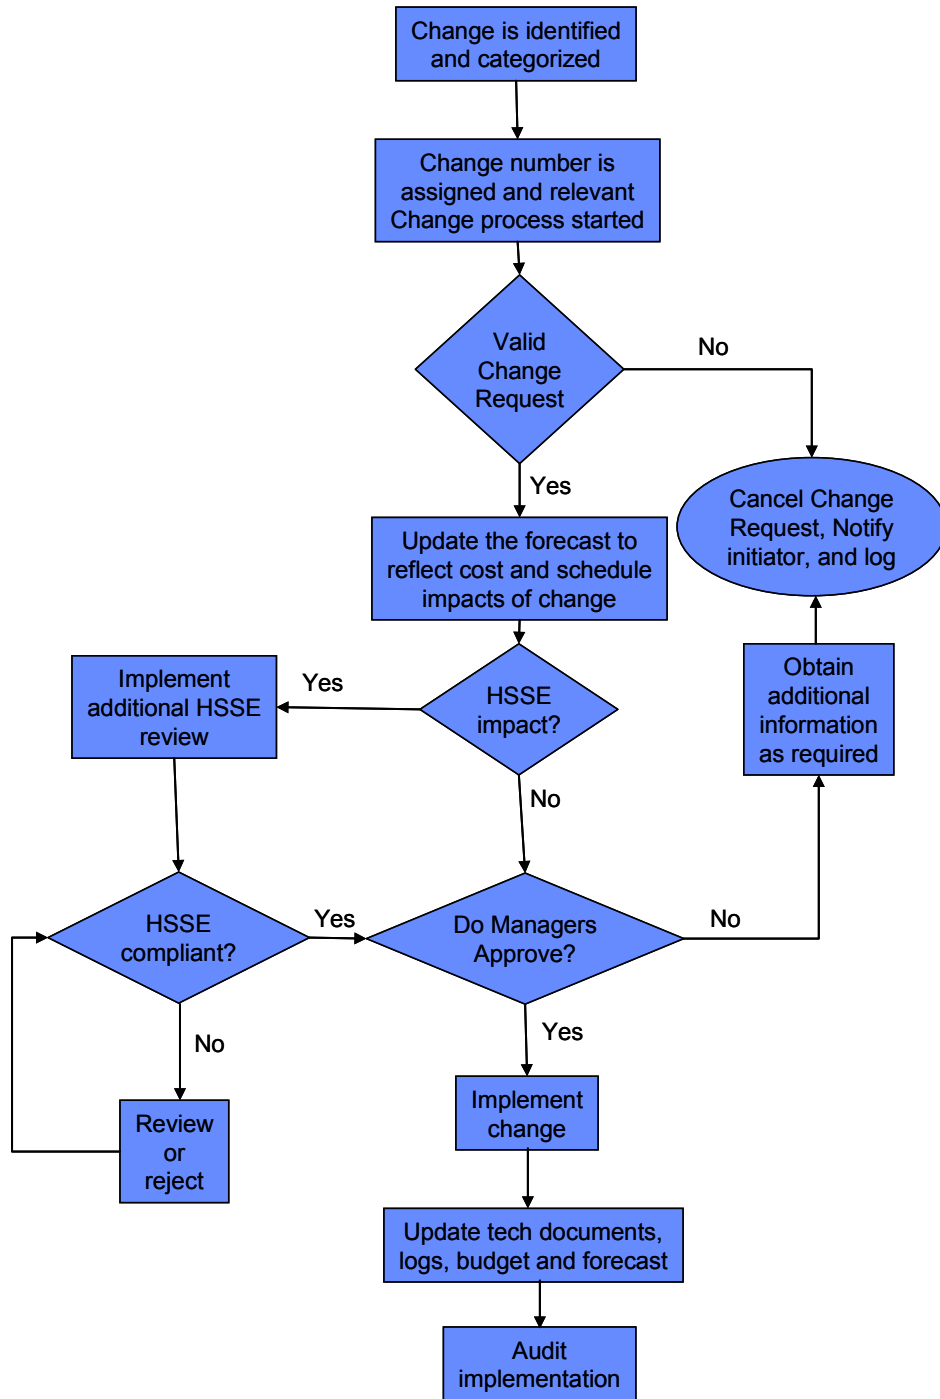 Change is identified
and categorized
Change number is
assigned and relevant
Change process started
Valid
Change
Request
No
Yes
Cancel Change
Request, Notify
initiator, and log
Update the forecast to
reflect cost and schedule
impacts of change
Implement
additional HSSE
review
Yes
HSSE
impact?
Obtain
additional
information
as required
No
HSSE
compliant?
Yes
Do Managers
Approve?
No
No
Yes
Implement
change
Review
or
reject
Update tech documents,
logs, budget and forecast
Audit
implementation